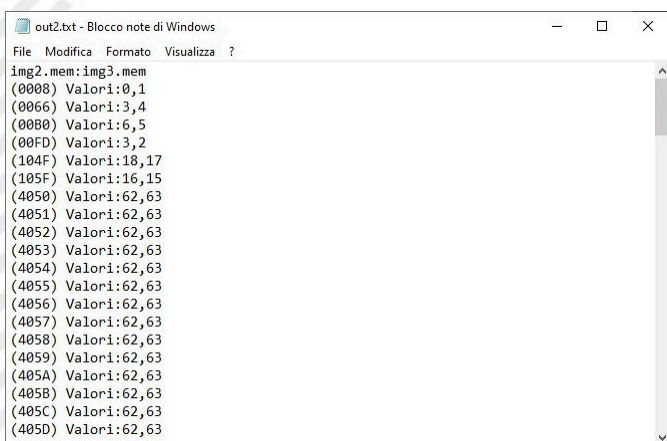 out2.txt - Blocco note di Windows
File Modifica Formato Visualizza ?
img2.mem:img3.mem
(0008) Valori:0,1
(0066) Valori:3,4
(00B0) Valori:6,5
(00FD) Valori:3,2
(104F) Valori:18,17
(105F) Valori:16,15
(4050) Valori:62,63
(4051) Valori:62,63
(4052) Valori:62,63
(4053) Valori:62,63
(4054) Valori:62,63
(4055) Valori:62,63
(4056) Valori:62,63
(4057) Valori:62,63
(4058) Valori:62,63
(4059) Valori:62,63
(405A) Valori:62,63
(405B) Valori:62,63
(405C) Valori:62,63
(405D) Valori:62,63